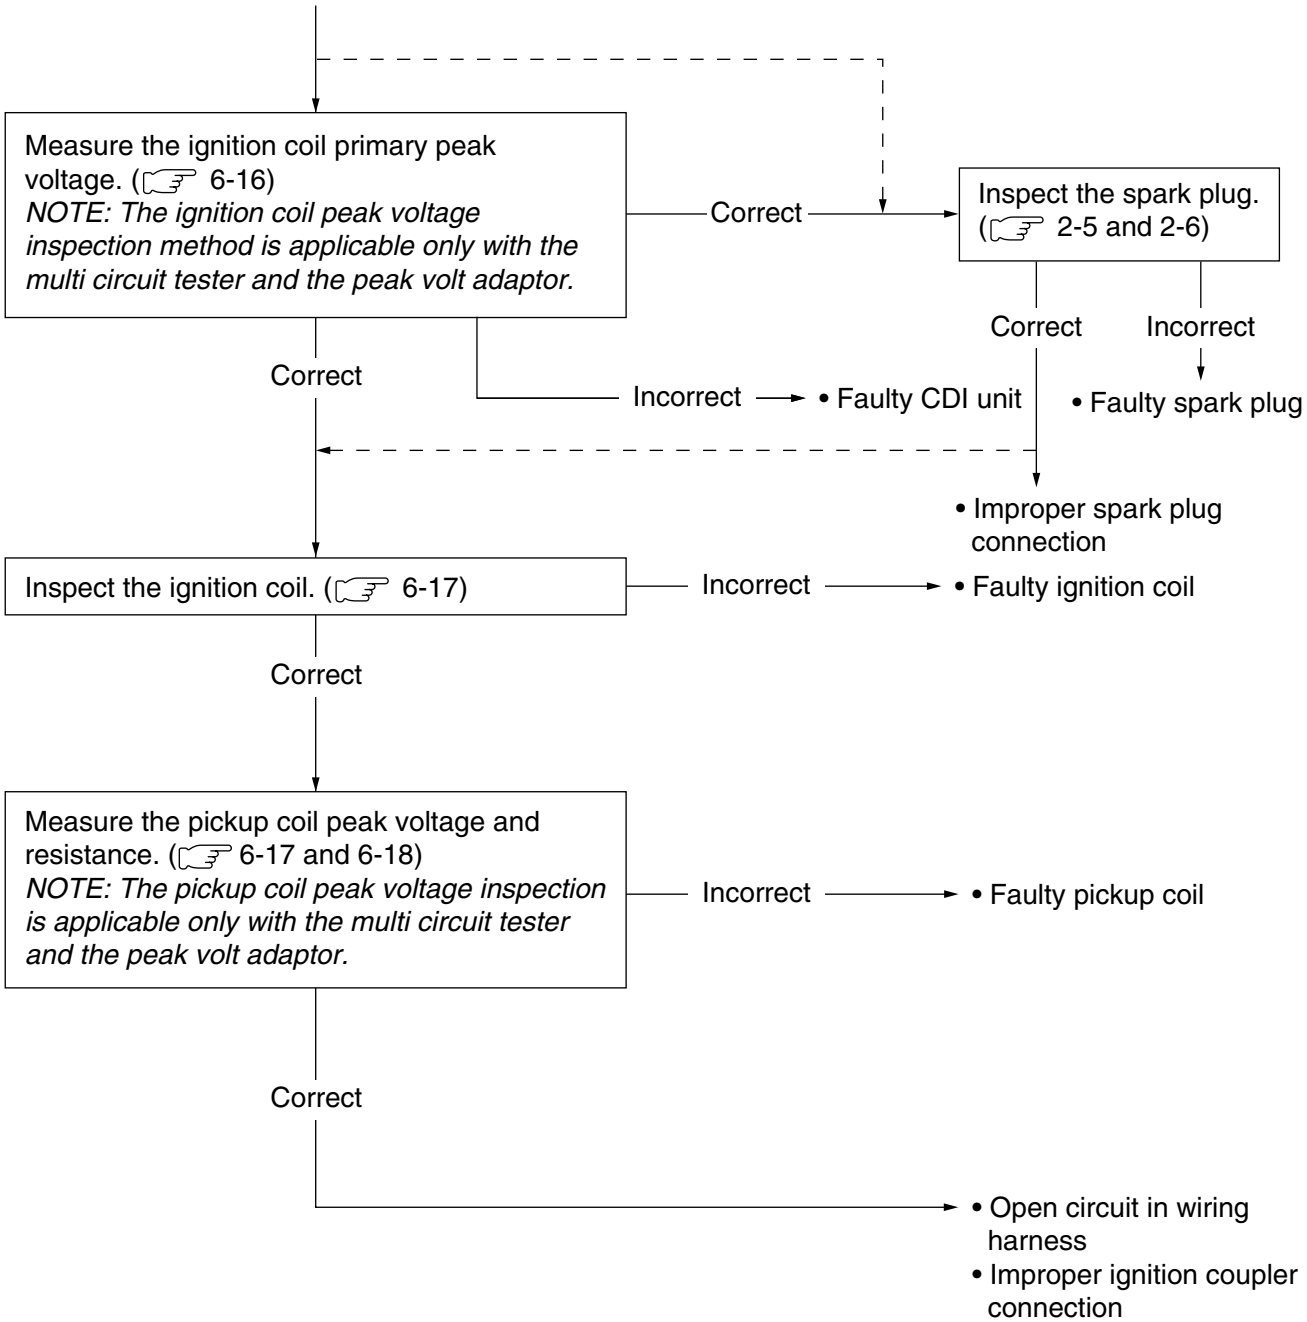 Measure the ignition coil primary peak
voltage. ( 6-16)
NOTE: The ignition coil peak voltage
inspection method is applicable only with the
multi circuit tester and the peak volt adaptor.
Correct
Inspect the spark plug.
( 2-5 and 2-6)
Correct
Incorrect
Correct
Incorrect
• Faulty CDI unit
• Faulty spark plug
• Improper spark plug
connection
Inspect the ignition coil. ( 6-17)
Incorrect
• Faulty ignition coil
Correct
Measure the pickup coil peak voltage and
resistance. ( 6-17 and 6-18)
NOTE: The pickup coil peak voltage inspection
is applicable only with the multi circuit tester
and the peak volt adaptor.
Incorrect
• Faulty pickup coil
Correct
• Open circuit in wiring
harness
• Improper ignition coupler
connection